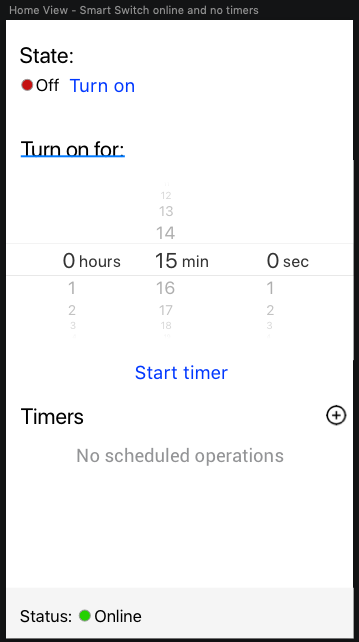 Home View - Smart Switch online and no timers
State:
Off Turn on
Turn on for:
12
13
14
0 hours 15 min 0 sec
1 16 1
2 17 2
3 18 3
Start timer
Timers
No scheduled operations
Status: Online